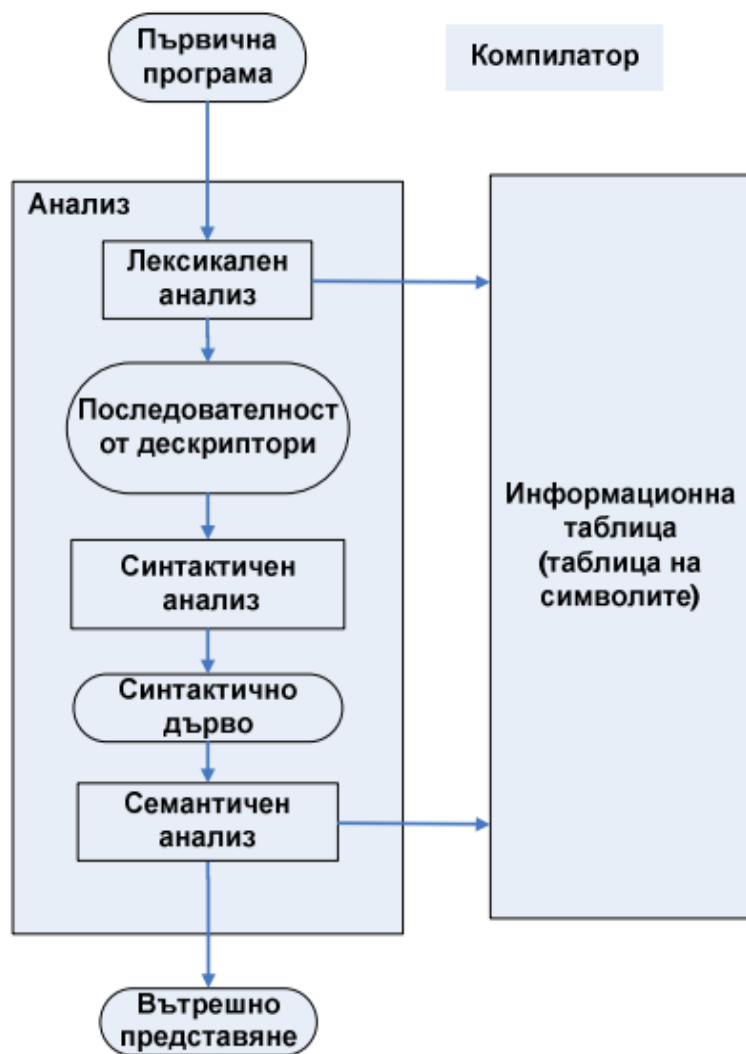 Първична
програма
Компилатор
Анализ
Лексикален
анализ
Последователност
от дескриптори
Синтактичен
анализ
Синтактично
дърво
Семантичен
анализ
Вътрешно
представяне
Информационна
таблица
(таблица на
символите)